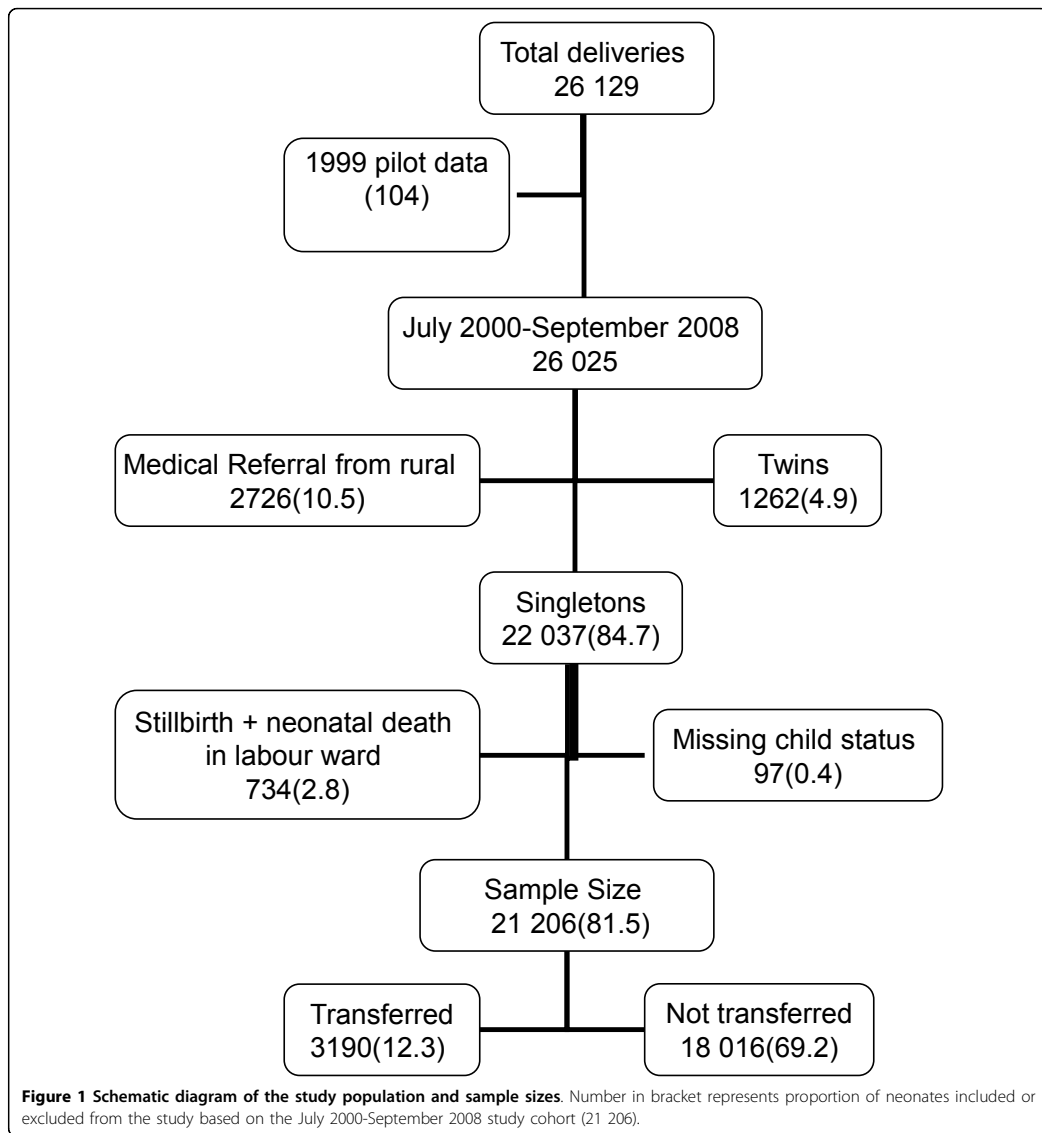 Total deliveries
26 129
1999 pilot data
(104)
July 2000-September 2008
26 025
Medical Referral from rural
2726(10.5)
Twins
1262(4.9)
Singletons
22 037(84.7)
Stillbirth + neonatal death
in labour ward
734(2.8)
Missing child status
97(0.4)
Sample Size
21 206(81.5)
Transferred
3190(12.3)
Not transferred
18 016(69.2)
Figure 1 Schematic diagram of the study population and sample sizes. Number in bracket represents proportion of neonates included or
excluded from the study based on the July 2000-September 2008 study cohort (21 206).